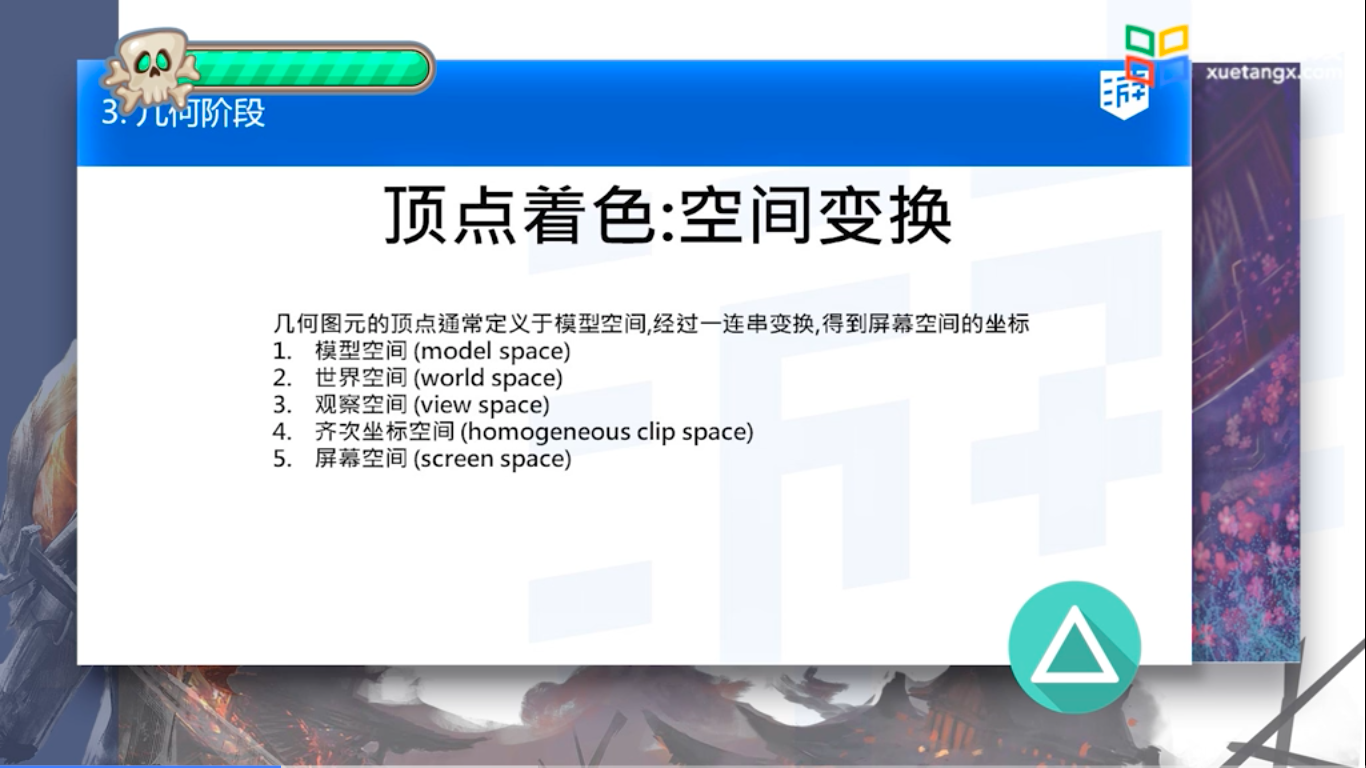 xuetangx.com
游
3. 几何阶段
顶点着色:空间变换
几何图元的顶点通常定义于模型空间,经过一连串变换,得到屏幕空间的坐标
1. 模型空间 (model space)
2. 世界空间 (world space)
3. 观察空间 (view space)
4. 齐次坐标空间 (homogeneous clip space)
5. 屏幕空间 (screen space)